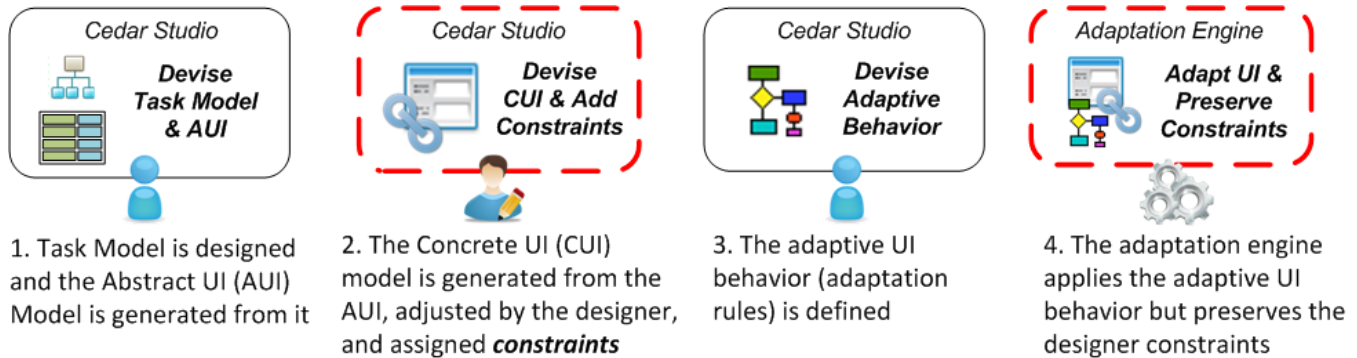 Cedar Studio
Devise
Task Model
& AUI
1. Task Model is designed
and the Abstract UI (AUI)
Model is generated from it
Cedar Studio
Devise
CUI & Add
Constraints
2. The Concrete UI (CUI)
model is generated from the
AUI, adjusted by the designer,
and assigned constraints
Cedar Studio
Devise
Adaptive
Behavior
3. The adaptive UI
behavior (adaptation
rules) is defined
Adaptation Engine
Adapt UI &
Preserve
Constraints
4. The adaptation engine
applies the adaptive UI
behavior but preserves the
designer constraints